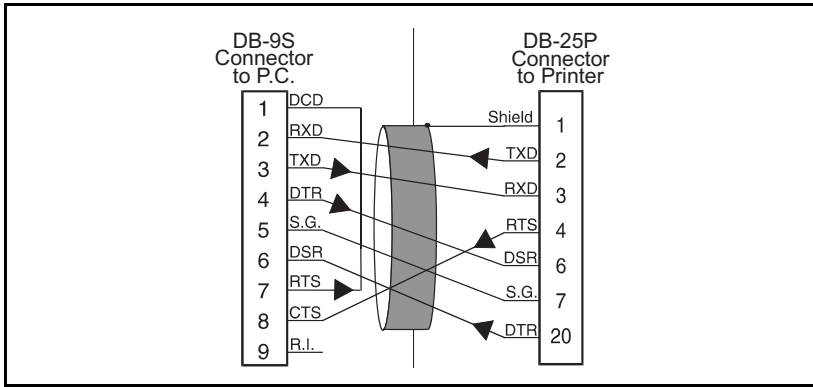 DB-9S
Connector
to P.C.
1 DCD
2 RXD
3 TXD
4 DTR
5 S.G.
6 DSR
7 RTS
8 CTS
9 R.I.
DB-25P
Connector
to Printer
Shield 1
TXD 2
RXD 3
RTS 4
DSR 6
S.G. 7
DTR 20